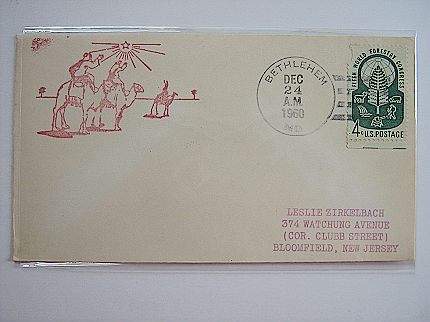 BETHLEHEM
DEC
24
A.M.
1960
MD.
FIFTH WORLD FORESTRY CONGRESS
4¢ U.S. POSTAGE
LESLIE ZIRKELBACH
374 WATCHUNG AVENUE
(COR. CLUBB STREET)
BLOOMFIELD, NEW JERSEY